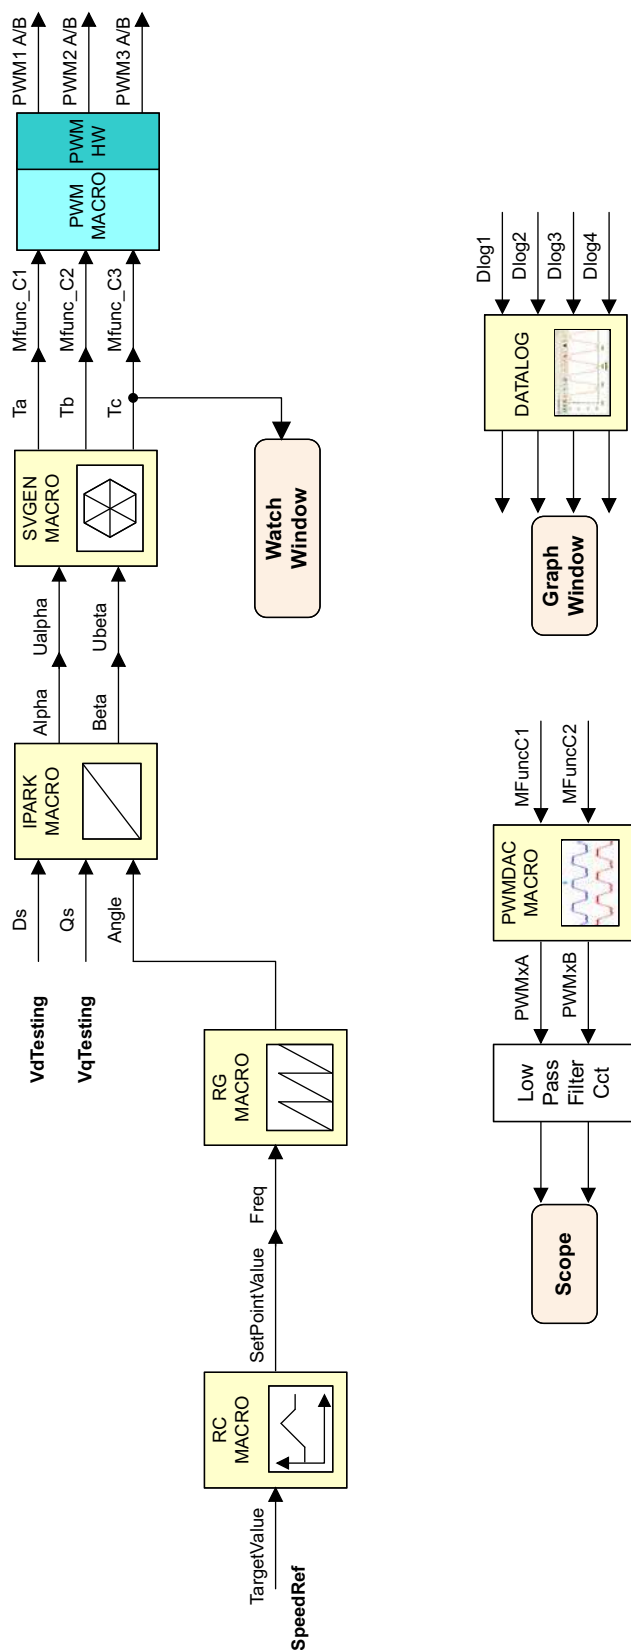 SpeedRef
TargetValue
RC
MACRO
SetPointValue
Freq
RG
MACRO
VdTesting
VqTesting
Ds
Qs
Angle
IPARK
MACRO
Alpha
Beta
Ualpha
Ubeta
SVGEN
MACRO
Ta
Tb
Tc
Mfunc_C1
Mfunc_C2
Mfunc_C3
PWM
MACRO
PWM
HW
PWM1 A/B
PWM2 A/B
PWM3 A/B
Watch
Window
Scope
Low
Pass
Filter
Cct
PWMxA
PWMxB
PWMDAC
MACRO
MFuncC1
MFuncC2
Graph
Window
DATALOG
Dlog1
Dlog2
Dlog3
Dlog4